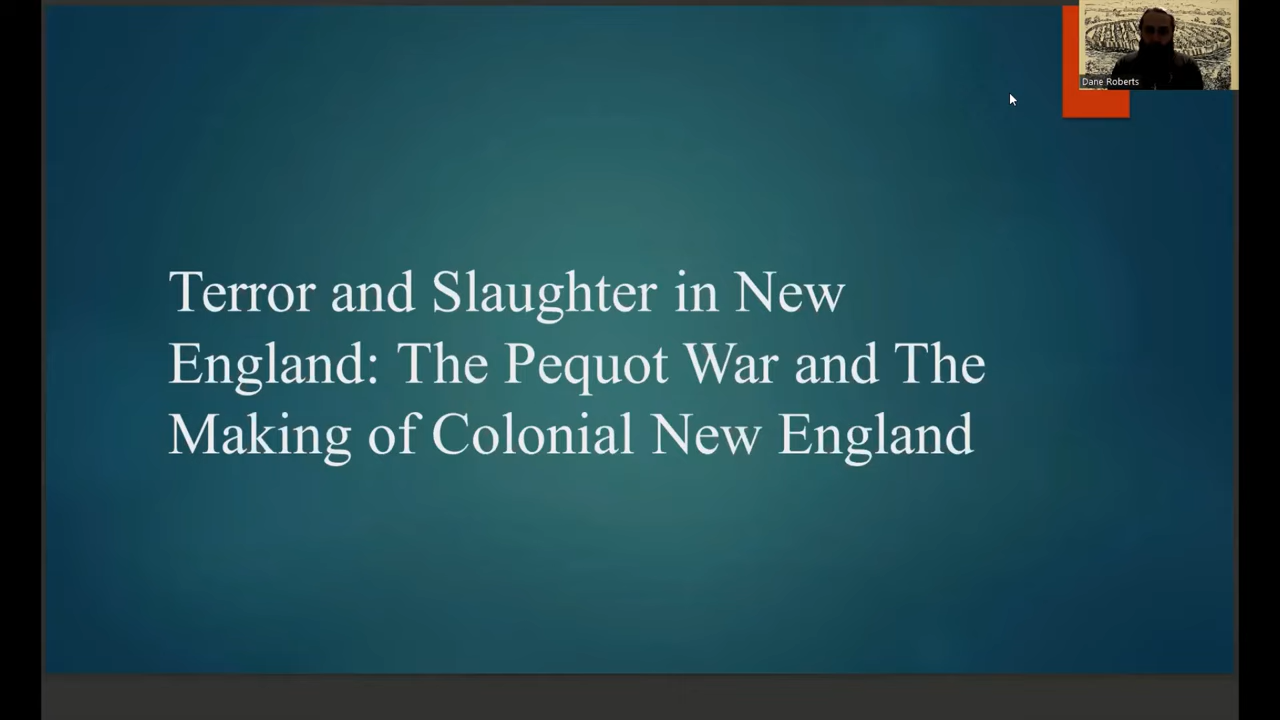 Dane Roberts
Terror and Slaughter in New
England: The Pequot War and The
Making of Colonial New England